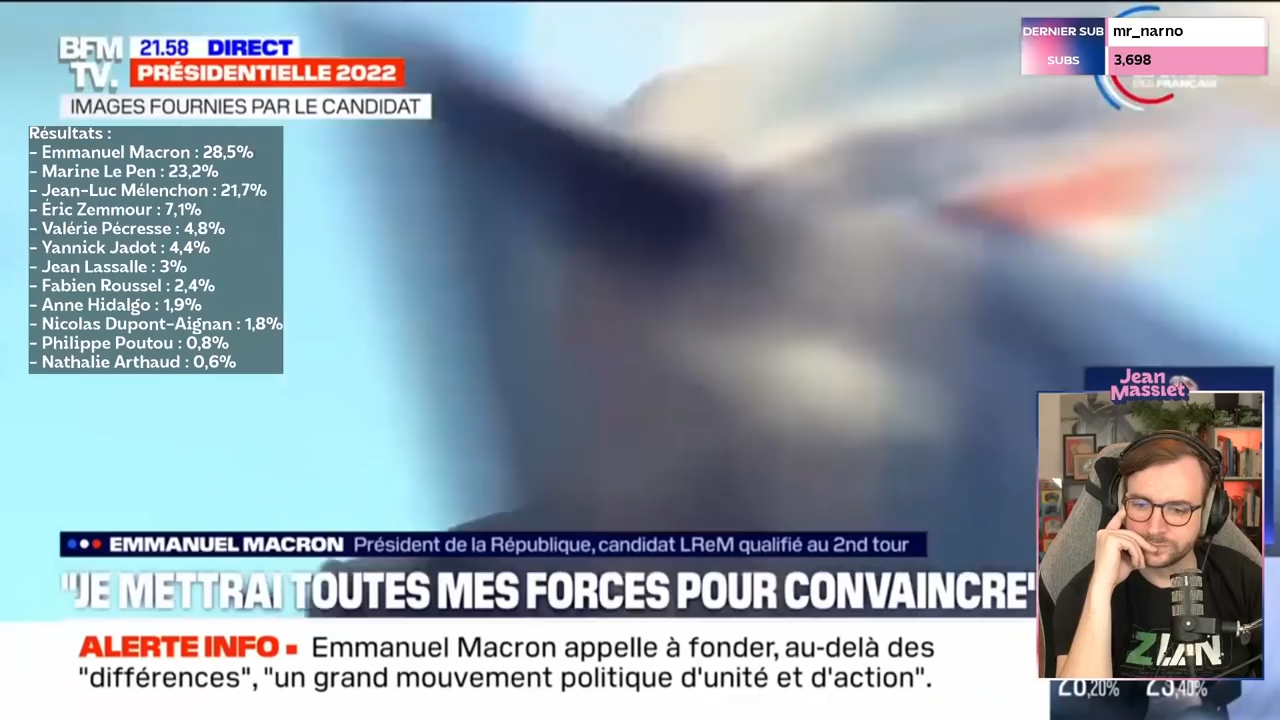 BFM
TV.
21.58 DIRECT
PRÉSIDENTIELLE 2022
IMAGES FOURNIES PAR LE CANDIDAT
DERNIER SUB mr_narno
SUBS 3,698
Résultats :
- Emmanuel Macron : 28,5%
- Marine Le Pen : 23,2%
- Jean-Luc Mélenchon : 21,7%
- Éric Zemmour : 7,1%
- Valérie Pécresse : 4,8%
- Yannick Jadot : 4,4%
- Jean Lassalle : 3%
- Fabien Roussel : 2,4%
- Anne Hidalgo : 1,9%
- Nicolas Dupont-Aignan : 1,8%
- Philippe Poutou : 0,8%
- Nathalie Arthaud : 0,6%
Jean
Massiet
ZLAN
EMMANUEL MACRON Président de la République, candidat LReM qualifié au 2nd tour
"JE METTRAI TOUTES MES FORCES POUR CONVAINCRE"
ALERTE INFO Emmanuel Macron appelle à fonder, au-delà des
"différences", "un grand mouvement politique d'unité et d'action".